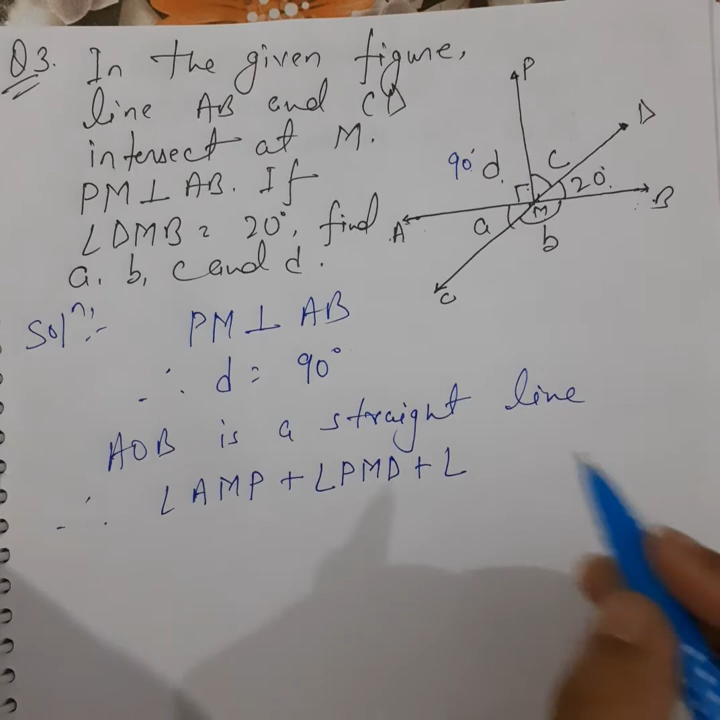 Q3. In the given figure,
line AB and CD
intersect at M.
PM ⊥ AB. If
∠DMB = 20°, find
a, b, c and d.
P
D
C
90° d
20°
B
A
M
a
b
C
Solⁿ:-
PM ⊥ AB
∴ d = 90°
AOB is a straight line
∴ ∠AMP + ∠PMD + ∠